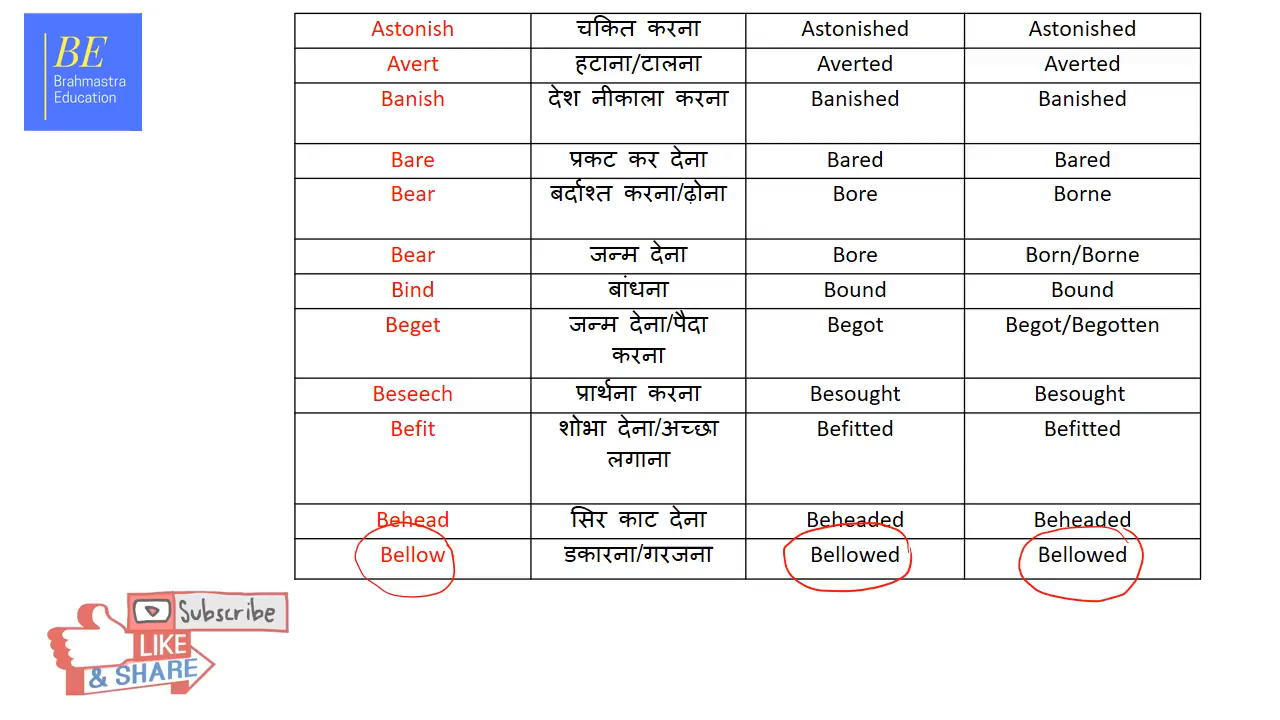 BE
Brahmastra
Education
Astonish चकित करना Astonished Astonished
Avert हटाना/टालना Averted Averted
Banish देश नीकाला करना Banished Banished
Bare प्रकट कर देना Bared Bared
Bear बर्दाश्त करना/ढ़ोना Bore Borne
Bear जन्म देना Bore Born/Borne
Bind बांधना Bound Bound
Beget जन्म देना/पैदा Begot Begot/Begotten
करना
Beseech प्रार्थना करना Besought Besought
Befit शोभा देना/अच्छा Befitted Befitted
लगाना
Behead सिर काट देना Beheaded Beheaded
Bellow डकारना/गरजना Bellowed Bellowed
Subscribe
LIKE
& SHARE